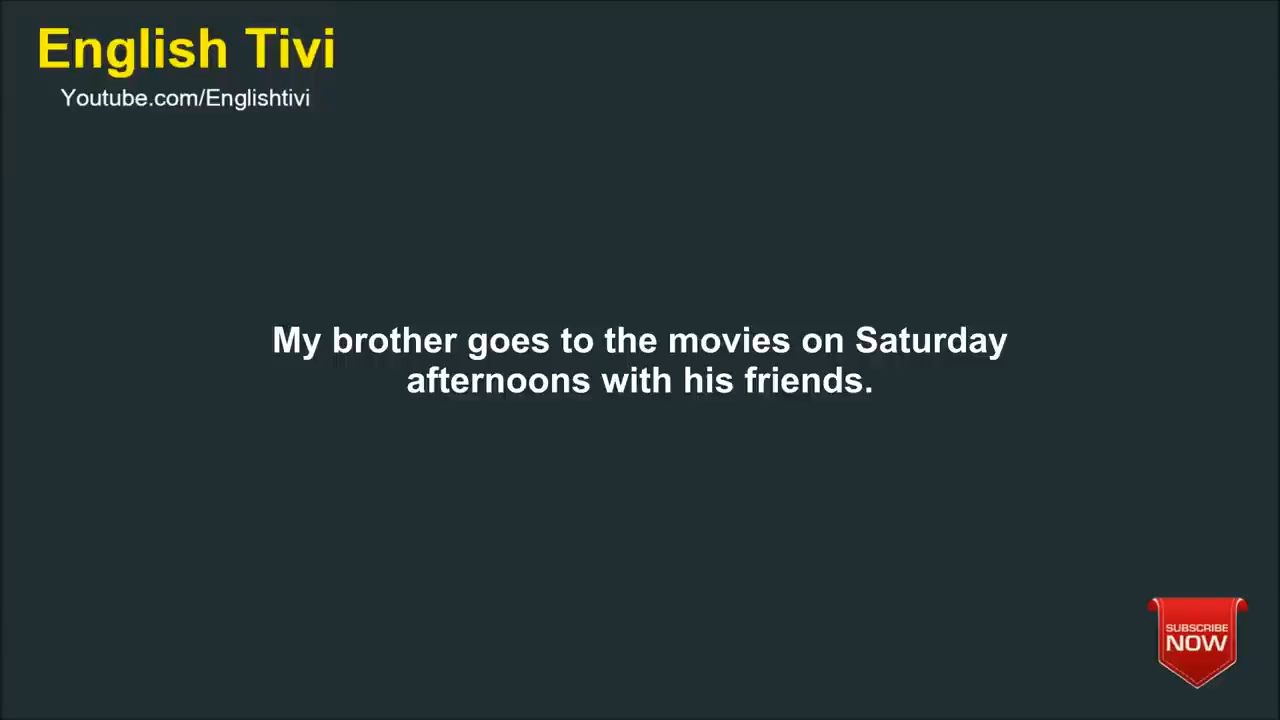 English Tivi
Youtube.com/Englishtivi
My brother goes to the movies on Saturday
afternoons with his friends.
SUBSCRIBE
NOW